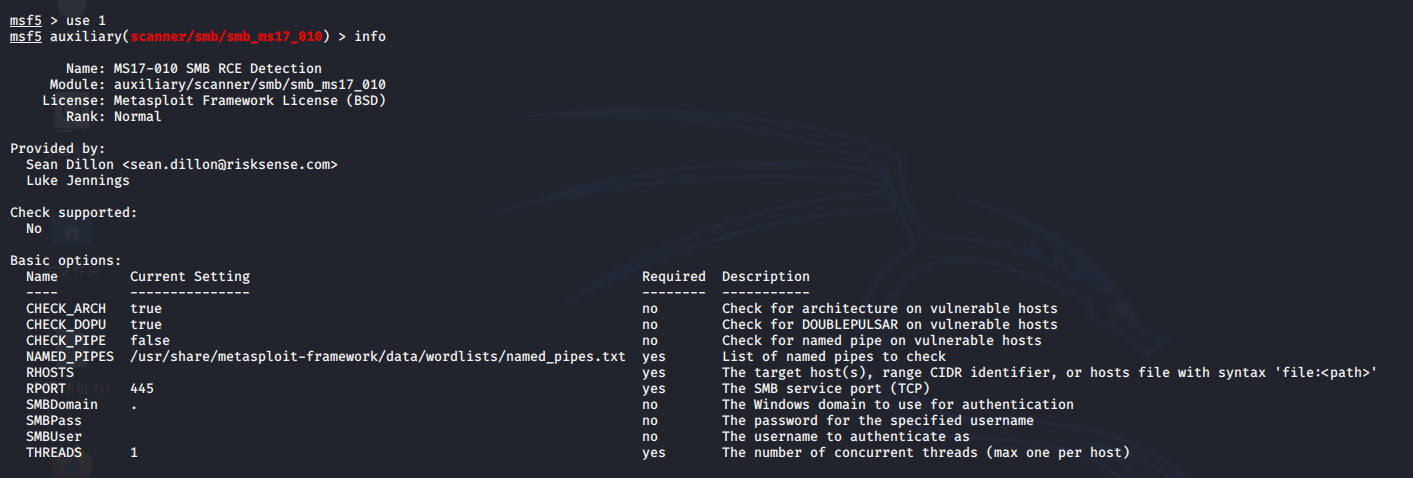 msf5 > use 1
msf5 auxiliary(scanner/smb/smb_ms17_010) > info
Name: MS17-010 SMB RCE Detection
Module: auxiliary/scanner/smb/smb_ms17_010
License: Metasploit Framework License (BSD)
Rank: Normal
Provided by:
Sean Dillon <sean.dillon@risksense.com>
Luke Jennings
Check supported:
No
Basic options:
Name Current Setting Required Description
---- --------------- -------- -----------
CHECK_ARCH true no Check for architecture on vulnerable hosts
CHECK_DOPU true no Check for DOUBLEPULSAR on vulnerable hosts
CHECK_PIPE false no Check for named pipe on vulnerable hosts
NAMED_PIPES /usr/share/metasploit-framework/data/wordlists/named_pipes.txt yes List of named pipes to check
RHOSTS yes The target host(s), range CIDR identifier, or hosts file with syntax 'file:<path>'
RPORT 445 yes The SMB service port (TCP)
SMBDomain . no The Windows domain to use for authentication
SMBPass no The password for the specified username
SMBUser no The username to authenticate as
THREADS 1 yes The number of concurrent threads (max one per host)